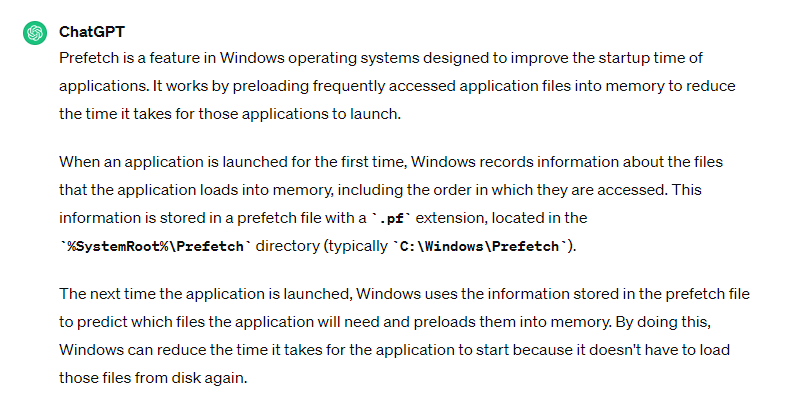 ChatGPT
Prefetch is a feature in Windows operating systems designed to improve the startup time of
applications. It works by preloading frequently accessed application files into memory to reduce
the time it takes for those applications to launch.
When an application is launched for the first time, Windows records information about the files
that the application loads into memory, including the order in which they are accessed. This
information is stored in a prefetch file with a `.pf` extension, located in the
`%SystemRoot%\Prefetch` directory (typically `C:\Windows\Prefetch`).
The next time the application is launched, Windows uses the information stored in the prefetch file
to predict which files the application will need and preloads them into memory. By doing this,
Windows can reduce the time it takes for the application to start because it doesn't have to load
those files from disk again.